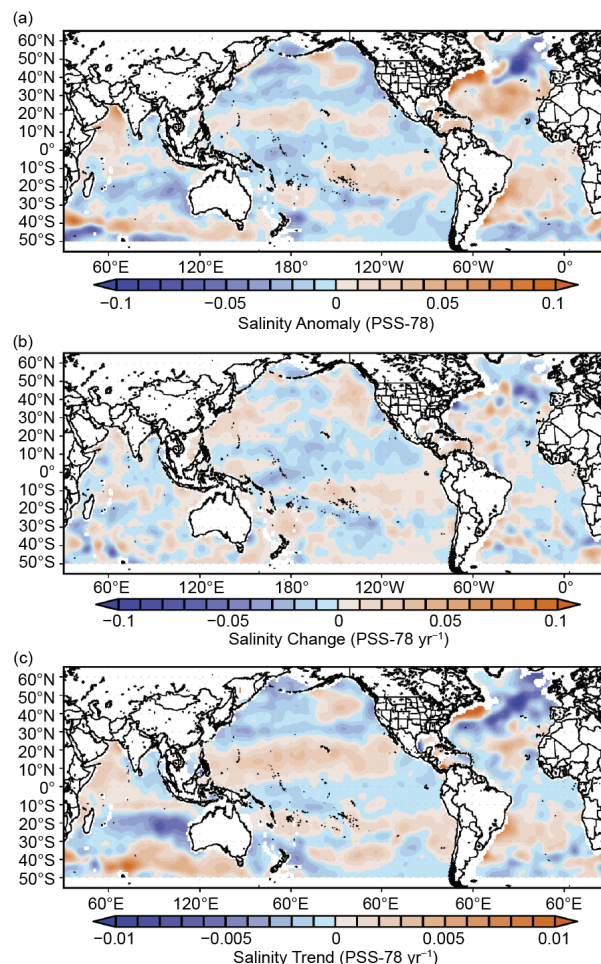 (a)
60°N
50°N
40°N
30°N
20°N
10°N
0°
10°S
20°S
30°S
40°S
50°S
60°E 120°E 180°E 120°W 60°W 0°
−0.1 −0.05 0 0.05 0.1
Salinity Anomaly (PSS-78)
(b)
60°N
50°N
40°N
30°N
20°N
10°N
0°
10°S
20°S
30°S
40°S
50°S
60°E 120°E 180°E 120°W 60°W 0°
−0.1 −0.05 0 0.05 0.1
Salinity Change (PSS-78 yr⁻¹)
(c)
60°N
50°N
40°N
30°N
20°N
10°N
0°
10°S
20°S
30°S
40°S
50°S
60°E 120°E 60°E 60°E 60°E 60°E
−0.01 −0.005 0 0.005 0.01
Salinity Trend (PSS-78 yr⁻¹)